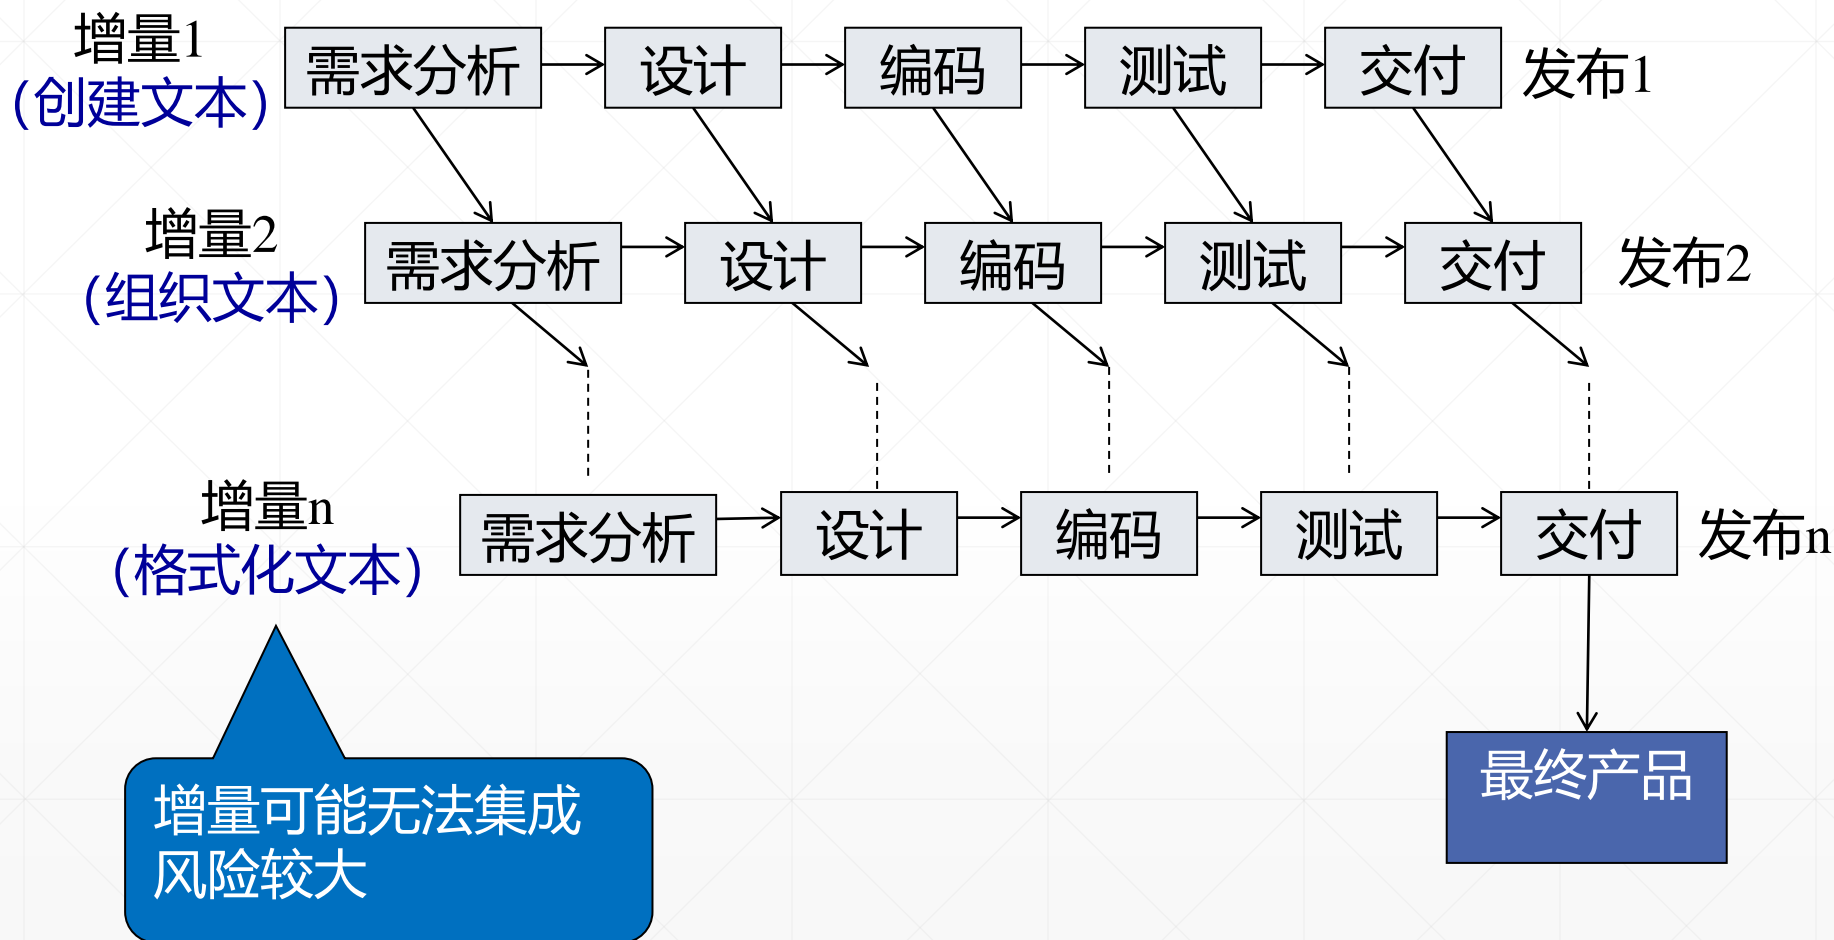 增量1
(创建文本)
需求分析
设计
编码
测试
交付
发布1
增量2
(组织文本)
需求分析
设计
编码
测试
交付
发布2
增量n
(格式化文本)
需求分析
设计
编码
测试
交付
发布n
增量可能无法集成
风险较大
最终产品